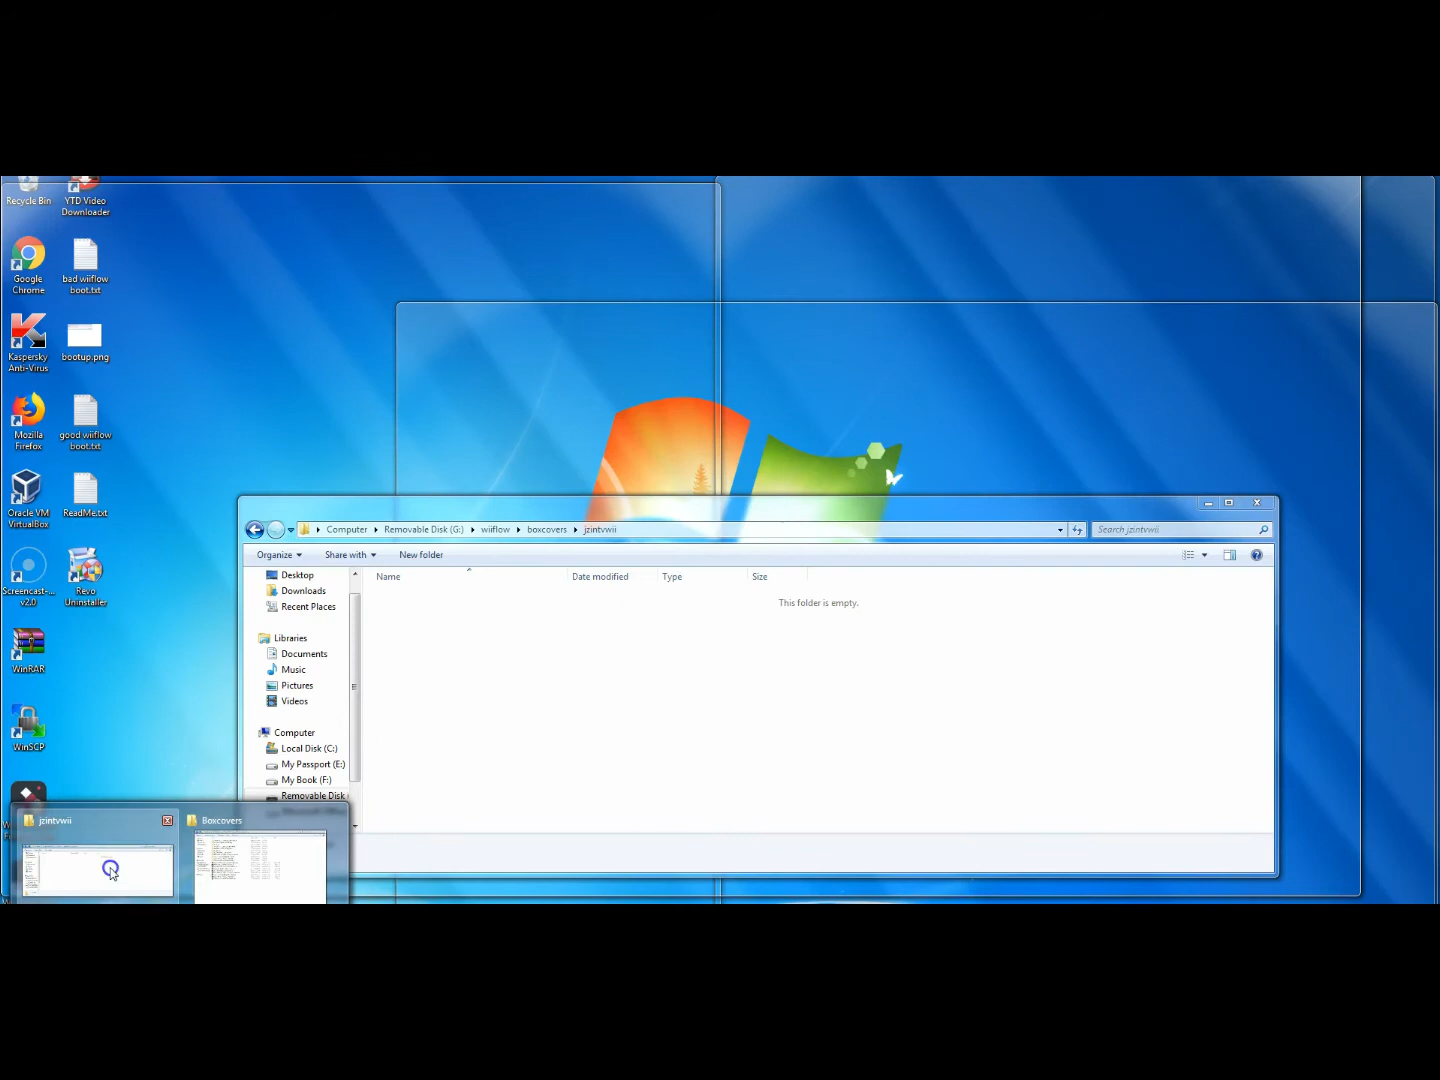 Recycle Bin
YTD Video
Downloader
Google
Chrome
bad wiiflow
boot.txt
Kaspersky
Anti-Virus
bootup.png
Mozilla
Firefox
good wiiflow
boot.txt
Oracle VM
VirtualBox
ReadMe.txt
Screencast-...
v2.0
Revo
Uninstaller
WinRAR
WinSCP
Computer
Removable Disk (G:)
wiiflow
boxcovers
jzintvwii
Search jzintvwii
Organize
Share with
New folder
Name
Date modified
Type
Size
This folder is empty.
Desktop
Downloads
Recent Places
Libraries
Documents
Music
Pictures
Videos
Computer
Local Disk (C:)
My Passport (E:)
My Book (F:)
Removable Disk
jzintvwii
Boxcovers